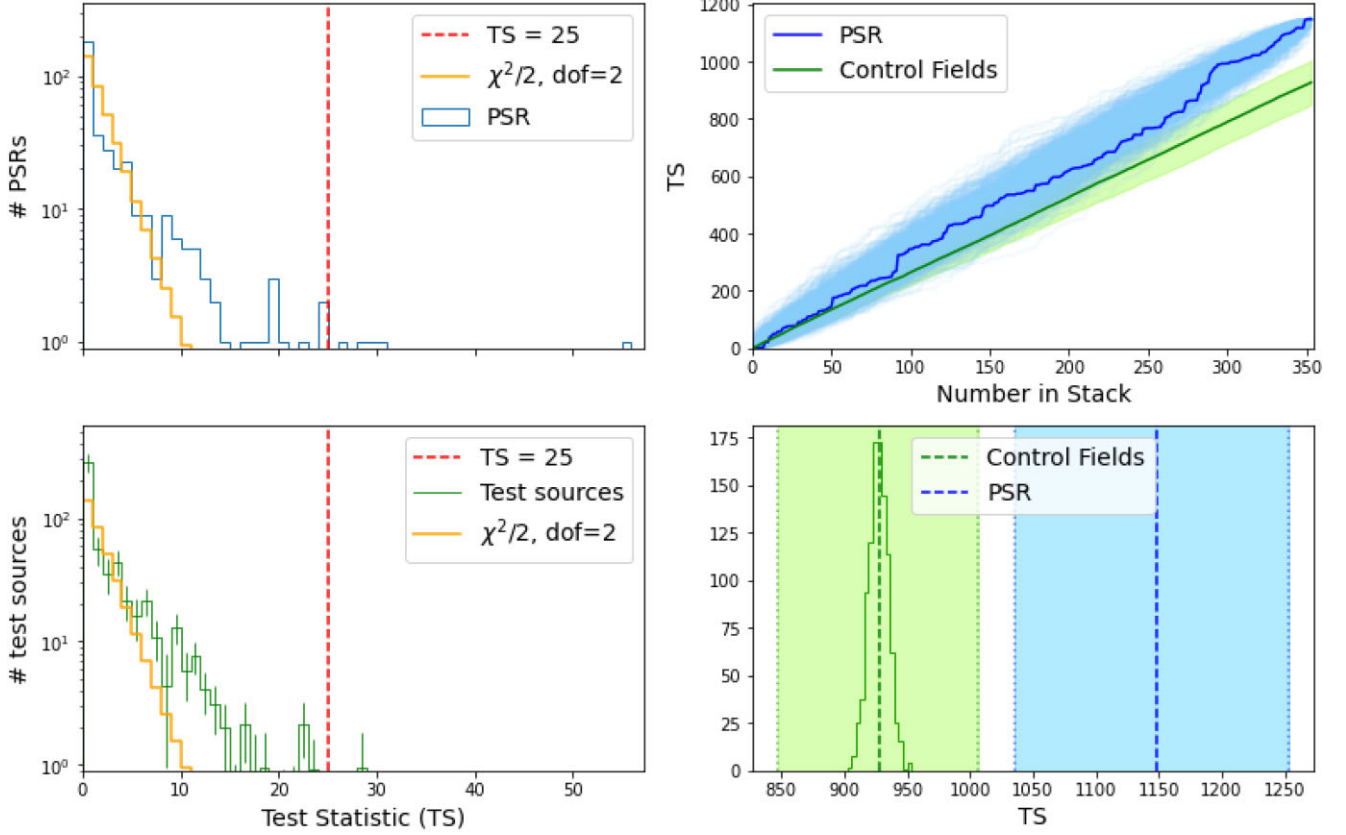 # PSRs
10²
10¹
10⁰
TS = 25
χ²/2, dof=2
PSR
TS
1200
1000
800
600
400
200
0
PSR
Control Fields
0 50 100 150 200 250 300 350
Number in Stack
# test sources
10²
10¹
10⁰
TS = 25
Test sources
χ²/2, dof=2
0 10 20 30 40 50
Test Statistic (TS)
175
150
125
100
75
50
25
0
Control Fields
PSR
850 900 950 1000 1050 1100 1150 1200 1250
TS